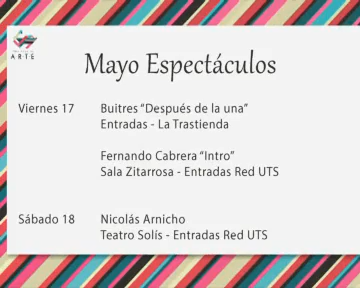 ARTE
Mayo Espectáculos
Viernes 17 Buitres “Después de la una”
Entradas - La Trastienda
Fernando Cabrera “Intro”
Sala Zitarrosa - Entradas Red UTS
Sábado 18 Nicolás Arnicho
Teatro Solís - Entradas Red UTS